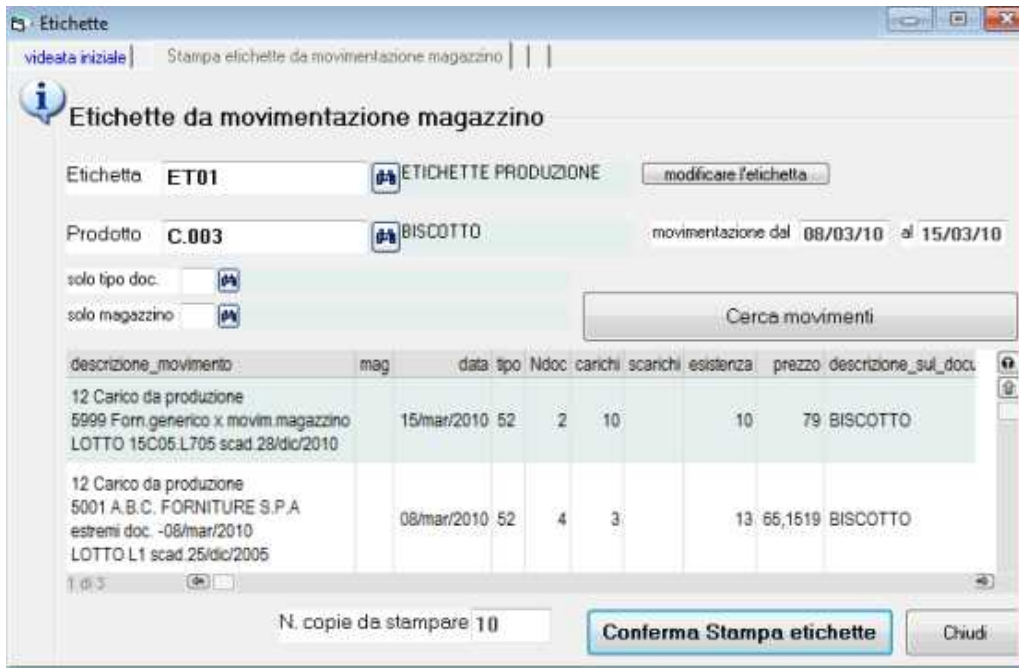 Etichette
videata iniziale Stampa etichette da movimentazione magazzino
Etichette da movimentazione magazzino
Etichetta ET01 ETICHETTE PRODUZIONE modificare l'etichetta
Prodotto C.003 BISCOTTO movimentazione dal 08/03/10 al 15/03/10
solo tipo doc.
solo magazzino Cerca movimenti
descrizione_movimento mag data tipo Ndoc carichi scarichi esistenza prezzo descrizione_sul_docu
12 Carico da produzione
5999 Forn.generico x movim.magazzino 15/mar/2010 52 2 10 10 79 BISCOTTO
LOTTO 15C05.L705 scad.28/dic/2010
12 Carico da produzione
5001 A.B.C. FORNITURE S.P.A
estremi doc. -08/mar/2010 08/mar/2010 52 4 3 13 65,1519 BISCOTTO
LOTTO L1 scad.25/dic/2005
1 di 3
N. copie da stampare 10 Conferma Stampa etichette Chiudi